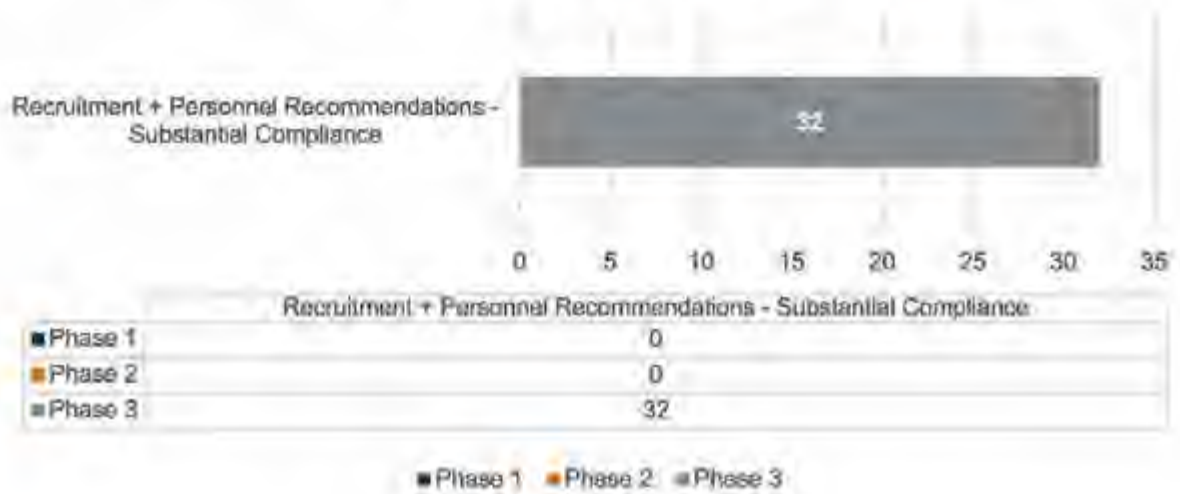 Recruitment + Personnel Recommendations -
Substantial Compliance
32
0 5 10 15 20 25 30 35
Recruitment + Personnel Recommendations - Substantial Compliance
Phase 1 0
Phase 2 0
Phase 3 32
Phase 1 Phase 2 Phase 3